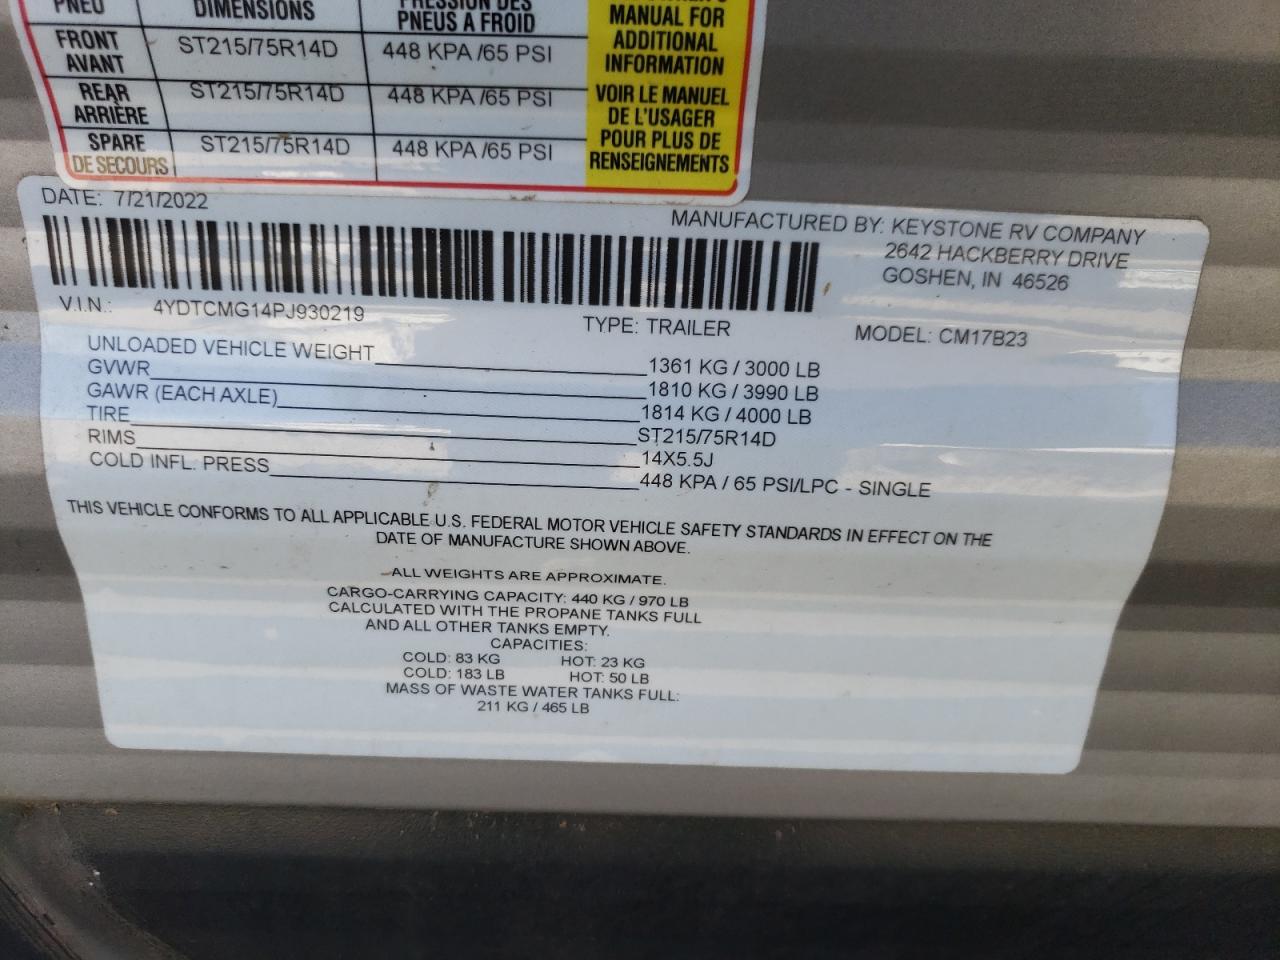 PNEU DIMENSIONS PRESSION DES
PNEUS A FROID
FRONT
AVANT ST215/75R14D 448 KPA /65 PSI
REAR
ARRIÈRE ST215/75R14D 448 KPA /65 PSI
SPARE
DE SECOURS ST215/75R14D 448 KPA /65 PSI
MANUAL FOR
ADDITIONAL
INFORMATION
VOIR LE MANUEL
DE L'USAGER
POUR PLUS DE
RENSEIGNEMENTS
DATE: 7/21/2022
MANUFACTURED BY: KEYSTONE RV COMPANY
2642 HACKBERRY DRIVE
GOSHEN, IN 46526
V.I.N.: 4YDTCMG14PJ930219
TYPE: TRAILER
MODEL: CM17B23
UNLOADED VEHICLE WEIGHT 1361 KG / 3000 LB
GVWR 1810 KG / 3990 LB
GAWR (EACH AXLE) 1814 KG / 4000 LB
TIRE ST215/75R14D
RIMS 14X5.5J
COLD INFL. PRESS 448 KPA / 65 PSI/LPC - SINGLE
THIS VEHICLE CONFORMS TO ALL APPLICABLE U.S. FEDERAL MOTOR VEHICLE SAFETY STANDARDS IN EFFECT ON THE
DATE OF MANUFACTURE SHOWN ABOVE.
ALL WEIGHTS ARE APPROXIMATE.
CARGO-CARRYING CAPACITY: 440 KG / 970 LB
CALCULATED WITH THE PROPANE TANKS FULL
AND ALL OTHER TANKS EMPTY.
CAPACITIES:
COLD: 83 KG HOT: 23 KG
COLD: 183 LB HOT: 50 LB
MASS OF WASTE WATER TANKS FULL:
211 KG / 465 LB